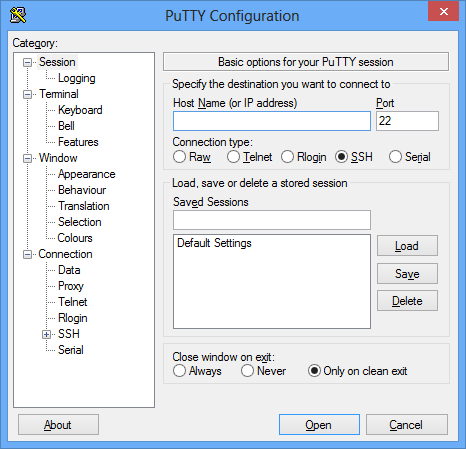 PuTTY Configuration
Category:
Session
Logging
Terminal
Keyboard
Bell
Features
Window
Appearance
Behaviour
Translation
Selection
Colours
Connection
Data
Proxy
Telnet
Rlogin
SSH
Serial
Basic options for your PuTTY session
Specify the destination you want to connect to
Host Name (or IP address) Port
22
Connection type:
Raw Telnet Rlogin SSH Serial
Load, save or delete a stored session
Saved Sessions
Default Settings
Load
Save
Delete
Close window on exit:
Always Never Only on clean exit
About Open Cancel